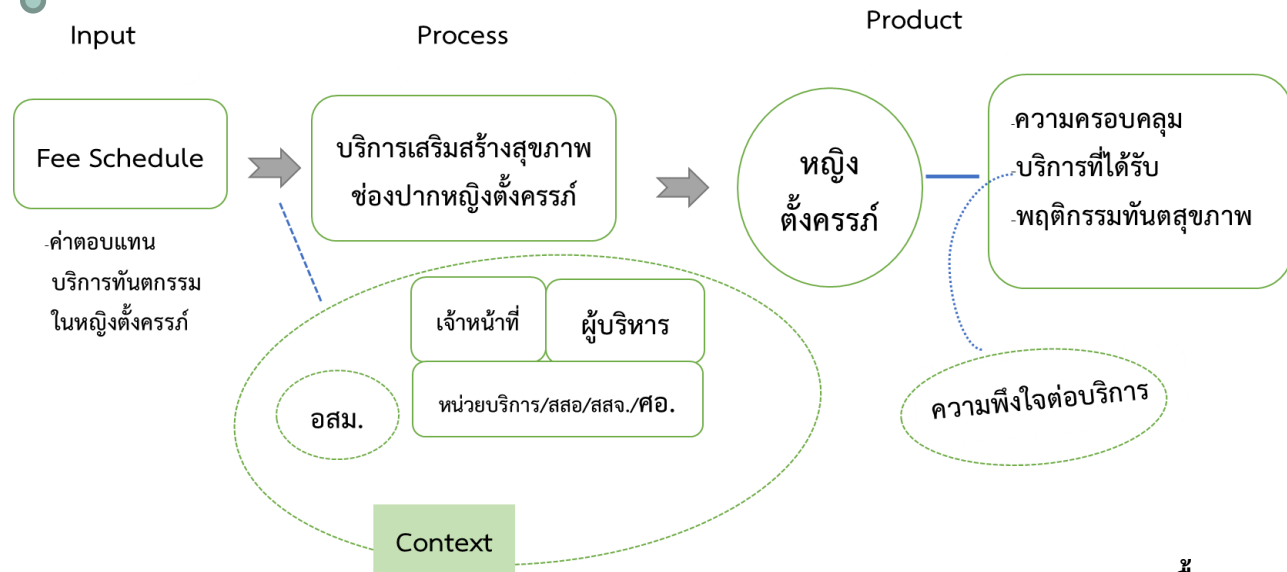 Input
Process
Product
Fee Schedule
-ค่าตอบแทน
บริการทันตกรรม
ในหญิงตั้งครรภ์
บริการเสริมสร้างสุขภาพ
ช่องปากหญิงตั้งครรภ์
หญิง
ตั้งครรภ์
-ความครอบคลุม
-บริการที่ได้รับ
-พฤติกรรมทันตสุขภาพ
เจ้าหน้าที่
ผู้บริหาร
อสม.
หน่วยบริการ/สสอ/สสจ./ศอ.
ความพึงใจต่อบริการ
Context